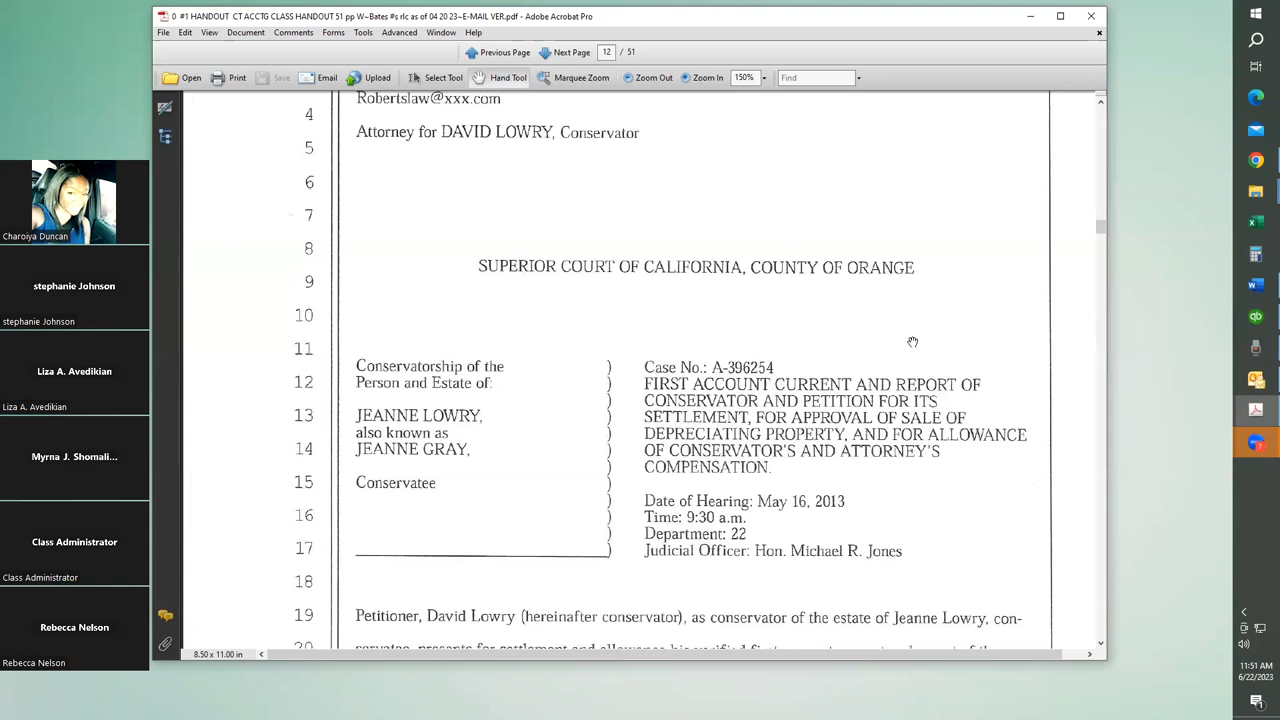 0 #1 HANDOUT CT ACCTG CLASS HANDOUT 51 pp W~Bates #s rlc as of 04 20 23~E-MAIL VER.pdf - Adobe Acrobat Pro
File Edit View Document Comments Forms Tools Advanced Window Help
Previous Page Next Page 12 / 51
Open Print Save Email Upload Select Tool Hand Tool Marquee Zoom Zoom Out Zoom In 150% Find
Robertslaw@xxx.com
4
Attorney for DAVID LOWRY, Conservator
5
6
7
8
SUPERIOR COURT OF CALIFORNIA, COUNTY OF ORANGE
9
10
11
Conservatorship of the ) Case No.: A-396254
12 Person and Estate of: ) FIRST ACCOUNT CURRENT AND REPORT OF
) CONSERVATOR AND PETITION FOR ITS
13 JEANNE LOWRY, ) SETTLEMENT, FOR APPROVAL OF SALE OF
also known as ) DEPRECIATING PROPERTY, AND FOR ALLOWANCE
14 JEANNE GRAY, ) OF CONSERVATOR'S AND ATTORNEY'S
) COMPENSATION.
15 Conservatee )
) Date of Hearing: May 16, 2013
16 ) Time: 9:30 a.m.
) Department: 22
17 ) Judicial Officer: Hon. Michael R. Jones
18
19 Petitioner, David Lowry (hereinafter conservator), as conservator of the estate of Jeanne Lowry, con-
8.50 x 11.00 in
Charoiya Duncan
stephanie Johnson
stephanie Johnson
Liza A. Avedikian
Liza A. Avedikian
Myrna J. Shomali...
Class Administrator
Class Administrator
Rebecca Nelson
Rebecca Nelson
11:51 AM
6/22/2023